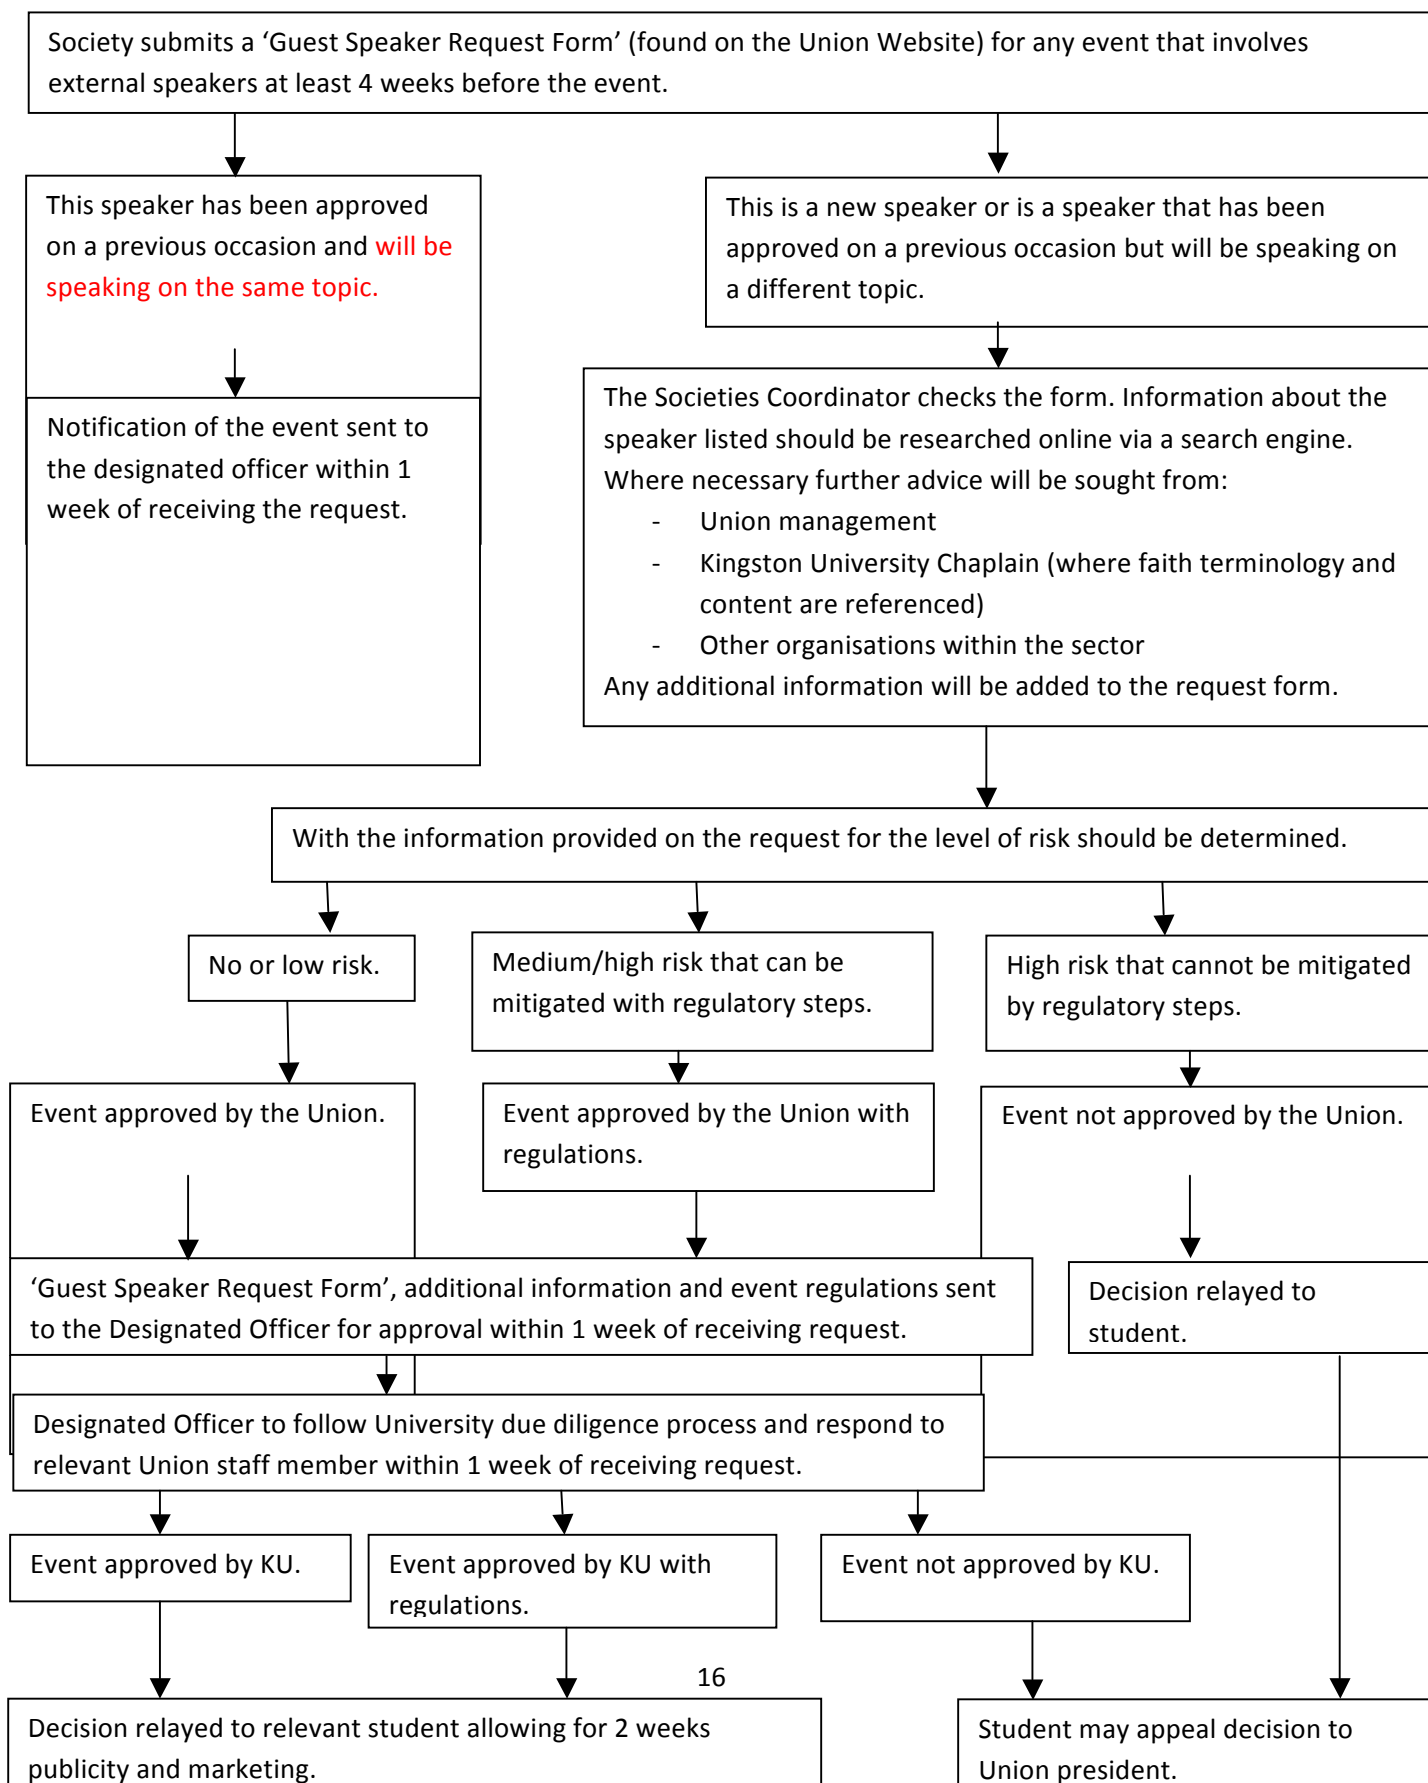 Society submits a ‘Guest Speaker Request Form’ (found on the Union Website) for any event that involves
external speakers at least 4 weeks before the event.
This speaker has been approved
on a previous occasion and will be
speaking on the same topic.
This is a new speaker or is a speaker that has been
approved on a previous occasion but will be speaking on
a different topic.
Notification of the event sent to
the designated officer within 1
week of receiving the request.
The Societies Coordinator checks the form. Information about the
speaker listed should be researched online via a search engine.
Where necessary further advice will be sought from:
- Union management
- Kingston University Chaplain (where faith terminology and
content are referenced)
- Other organisations within the sector
Any additional information will be added to the request form.
With the information provided on the request for the level of risk should be determined.
No or low risk.
Medium/high risk that can be
mitigated with regulatory steps.
High risk that cannot be mitigated
by regulatory steps.
Event approved by the Union.
Event approved by the Union with
regulations.
Event not approved by the Union.
‘Guest Speaker Request Form’, additional information and event regulations sent
to the Designated Officer for approval within 1 week of receiving request.
Decision relayed to
student.
Designated Officer to follow University due diligence process and respond to
relevant Union staff member within 1 week of receiving request.
Event approved by KU.
Event approved by KU with
regulations.
Event not approved by KU.
16
Decision relayed to relevant student allowing for 2 weeks
publicity and marketing.
Student may appeal decision to
Union president.